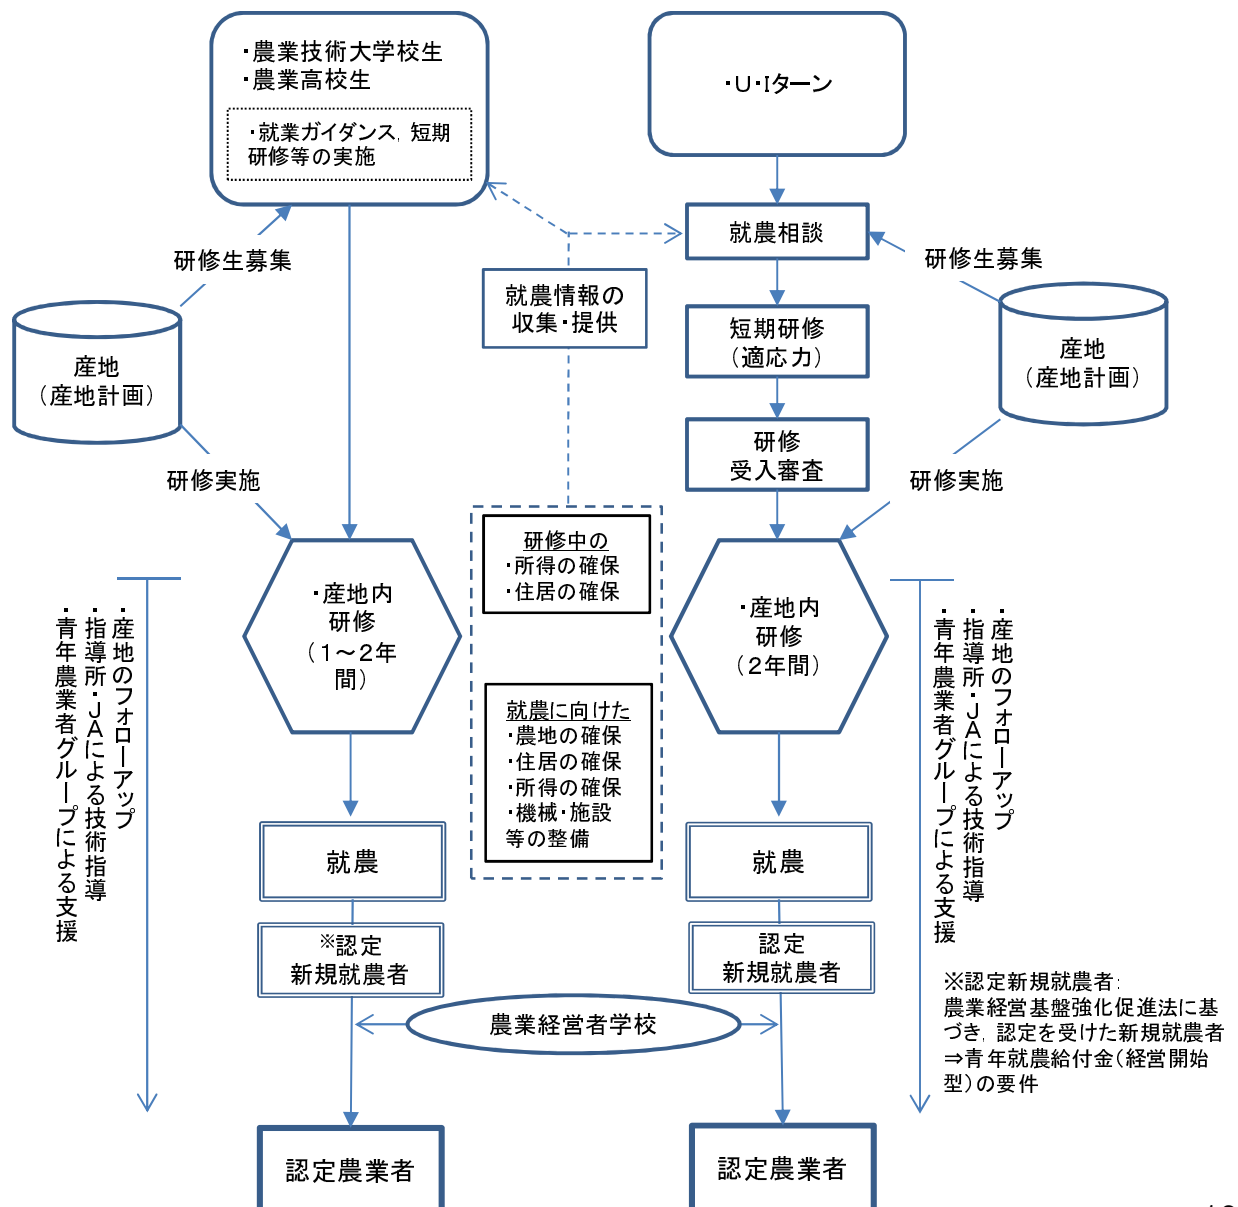 ・農業技術大学校生
・農業高校生
・就業ガイダンス，短期
研修等の実施
・U・Iターン
研修生募集
就農相談
研修生募集
就農情報の
収集・提供
産地
（産地計画）
短期研修
（適応力）
産地
（産地計画）
研修
受入審査
研修実施
研修実施
研修中の
・所得の確保
・住居の確保
・産地内
研修
（１～２年
間）
・産地内
研修
（２年間）
就農に向けた
・農地の確保
・住居の確保
・所得の確保
・機械・施設
等の整備
・産地のフォローアップ
・指導所・ＪＡによる技術指導
・青年農業者グループによる支援
・産地のフォローアップ
・指導所・ＪＡによる技術指導
・青年農業者グループによる支援
就農
就農
※認定
新規就農者
認定
新規就農者
農業経営者学校
※認定新規就農者：
農業経営基盤強化促進法に基
づき，認定を受けた新規就農者
⇒青年就農給付金（経営開始
型）の要件
認定農業者
認定農業者